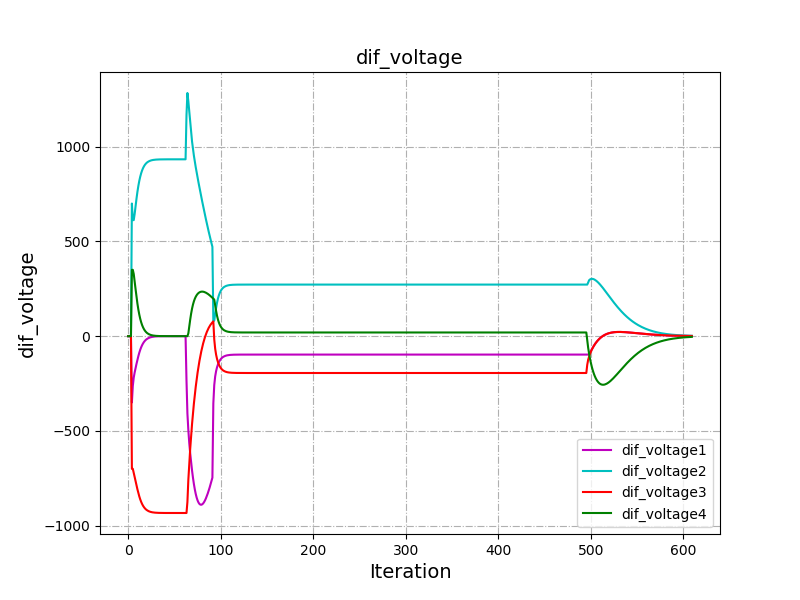 dif_voltage
dif_voltage
1000
500
0
−500
−1000
0 100 200 300 400 500 600
Iteration
dif_voltage1
dif_voltage2
dif_voltage3
dif_voltage4